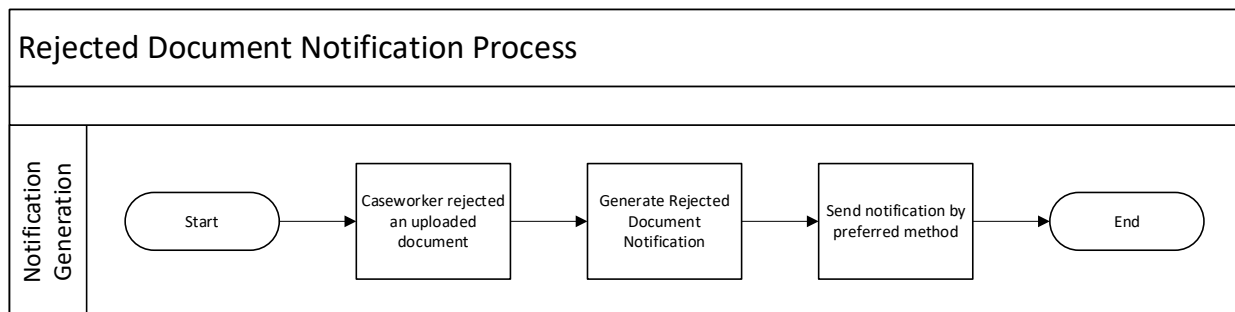 Rejected Document Notification Process
Notification
Generation
Start
Caseworker rejected
an uploaded
document
Generate Rejected
Document
Notification
Send notification by
preferred method
End